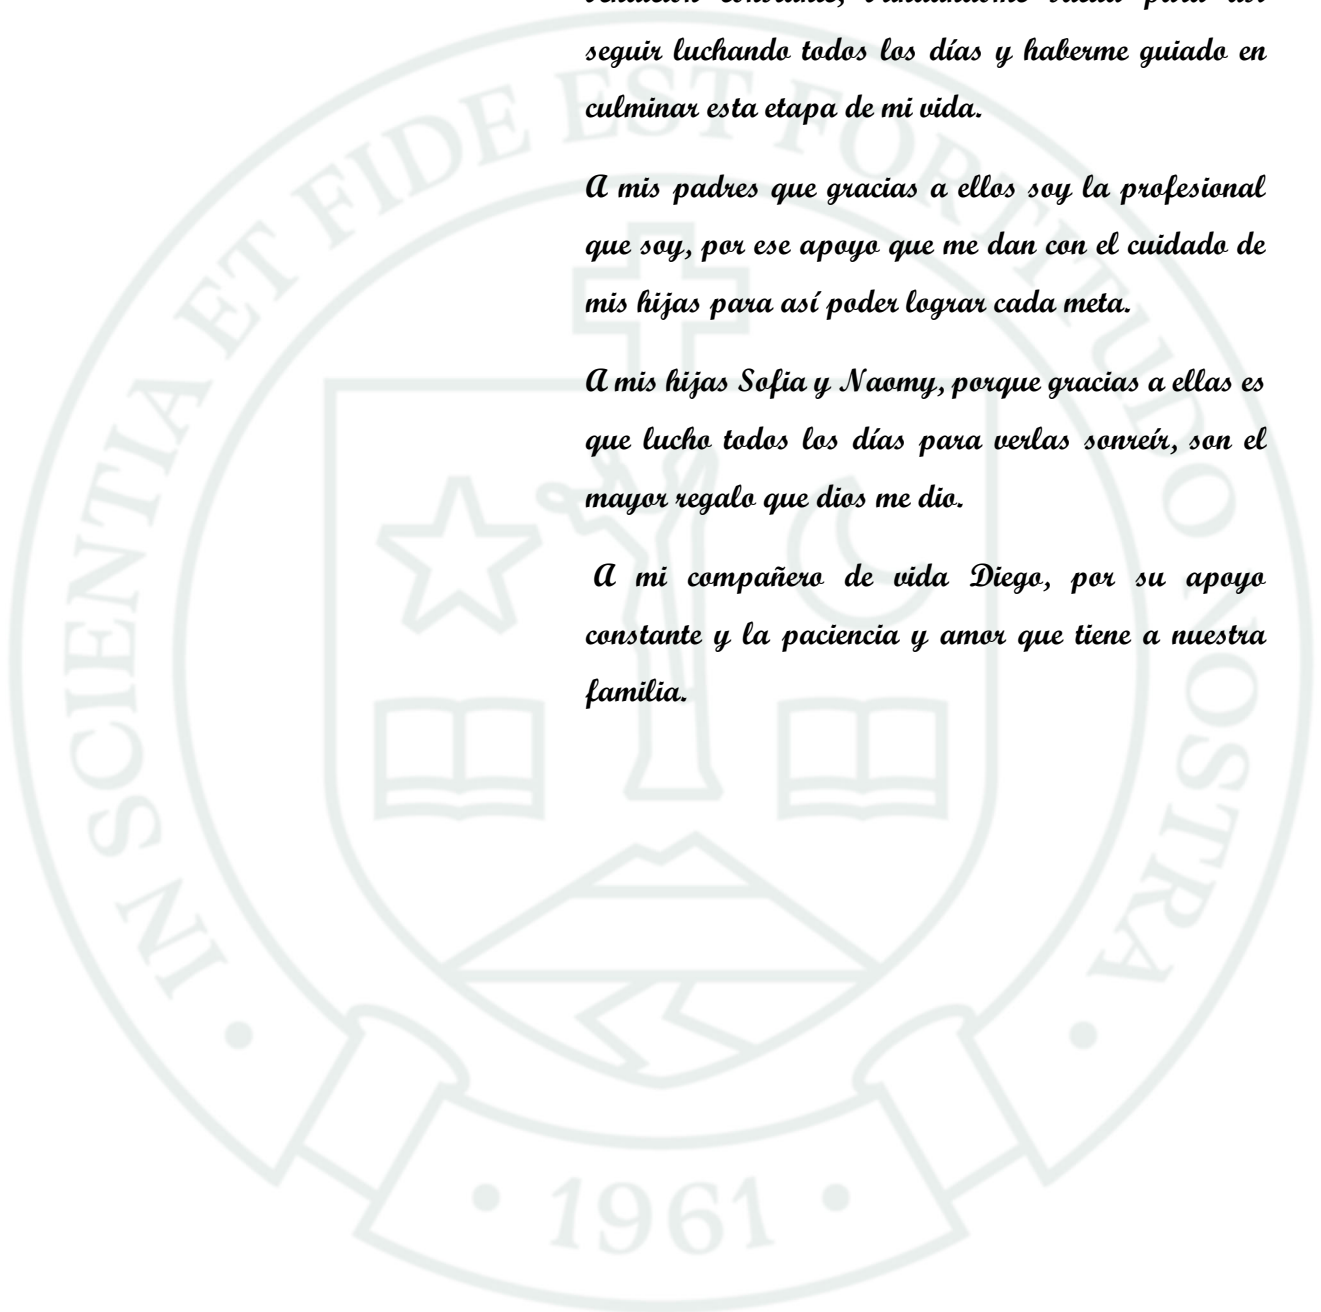 seguir luchando todos los días y haberme guiado en
culminar esta etapa de mi vida.
A mis padres que gracias a ellos soy la profesional
que soy, por ese apoyo que me dan con el cuidado de
mis hijas para así poder lograr cada meta.
A mis hijas Sofia y Naomy, porque gracias a ellas es
que lucho todos los días para verlas sonreír, son el
mayor regalo que dios me dio.
A mi compañero de vida Diego, por su apoyo
constante y la paciencia y amor que tiene a nuestra
familia.
IN SCIENTIA ET FIDE EST FORTITUDO NOSTRA
• 1961 •